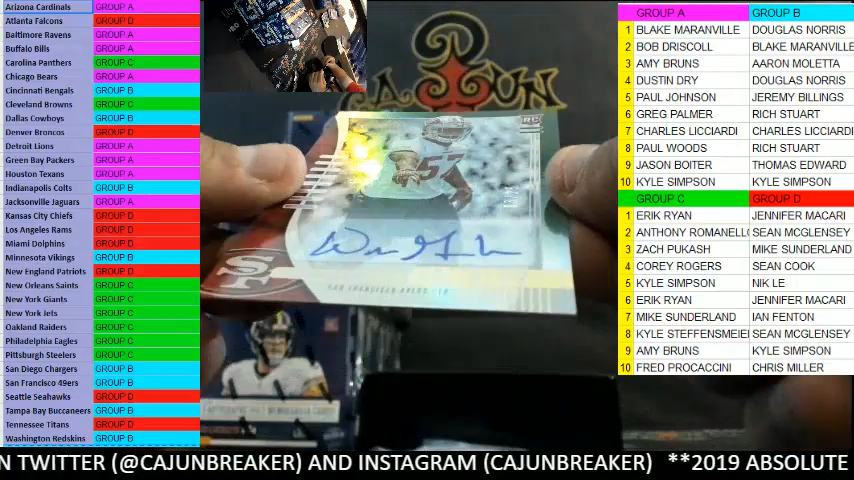 Arizona Cardinals GROUP A
Atlanta Falcons GROUP D
Baltimore Ravens GROUP A
Buffalo Bills GROUP A
Carolina Panthers GROUP C
Chicago Bears GROUP A
Cincinnati Bengals GROUP B
Cleveland Browns GROUP C
Dallas Cowboys GROUP B
Denver Broncos GROUP D
Detroit Lions GROUP A
Green Bay Packers GROUP A
Houston Texans GROUP A
Indianapolis Colts GROUP B
Jacksonville Jaguars GROUP A
Kansas City Chiefs GROUP D
Los Angeles Rams GROUP D
Miami Dolphins GROUP D
Minnesota Vikings GROUP B
New England Patriots GROUP D
New Orleans Saints GROUP C
New York Giants GROUP C
New York Jets GROUP C
Oakland Raiders GROUP C
Philadelphia Eagles GROUP C
Pittsburgh Steelers GROUP C
San Diego Chargers GROUP B
San Francisco 49ers GROUP B
Seattle Seahawks GROUP D
Tampa Bay Buccaneers GROUP B
Tennessee Titans GROUP D
Washington Redskins GROUP B
CAJUN
RC
57
SF
SAN FRANCISCO 49ERS - LB
GROUP A GROUP B
1 BLAKE MARANVILLE DOUGLAS NORRIS
2 BOB DRISCOLL BLAKE MARANVILLE
3 AMY BRUNS AARON MOLETTA
4 DUSTIN DRY DOUGLAS NORRIS
5 PAUL JOHNSON JEREMY BILLINGS
6 GREG PALMER RICH STUART
7 CHARLES LICCIARDI CHARLES LICCIARDI
8 PAUL WOODS RICH STUART
9 JASON BOITER THOMAS EDWARD
10 KYLE SIMPSON KYLE SIMPSON
GROUP C GROUP D
1 ERIK RYAN JENNIFER MACARI
2 ANTHONY ROMANELLO SEAN MCGLENSEY
3 ZACH PUKASH MIKE SUNDERLAND
4 COREY ROGERS SEAN COOK
5 KYLE SIMPSON NIK LE
6 ERIK RYAN JENNIFER MACARI
7 MIKE SUNDERLAND IAN FENTON
8 KYLE STEFFENSMEIE SEAN MCGLENSEY
9 AMY BRUNS KYLE SIMPSON
10 FRED PROCACCINI CHRIS MILLER
N TWITTER (@CAJUNBREAKER) AND INSTAGRAM (CAJUNBREAKER) **2019 ABSOLUTE